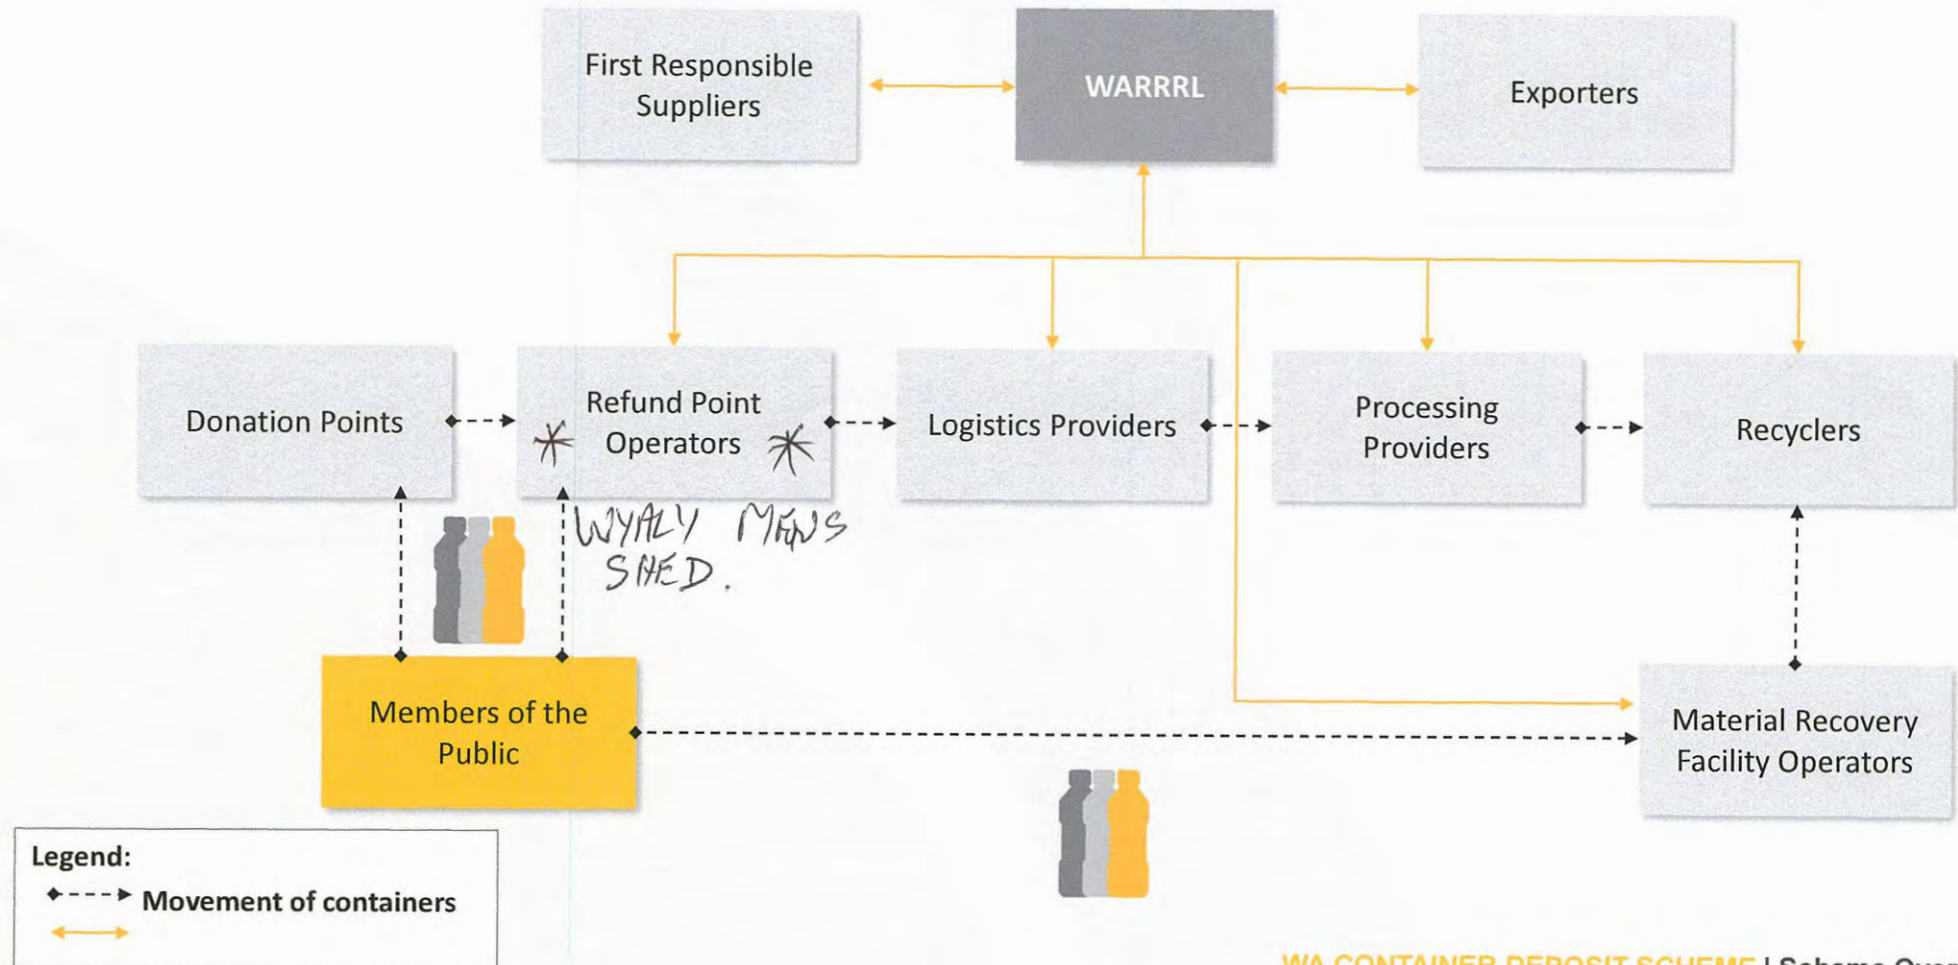 First Responsible
Suppliers
WARRRL
Exporters
Donation Points
Refund Point
Operators
Logistics Providers
Processing
Providers
Recyclers
WYALY MENS
SHED.
Members of the
Public
Material Recovery
Facility Operators
Legend:
Movement of containers
WA CONTAINER DEPOSIT SCHEME | Scheme Over